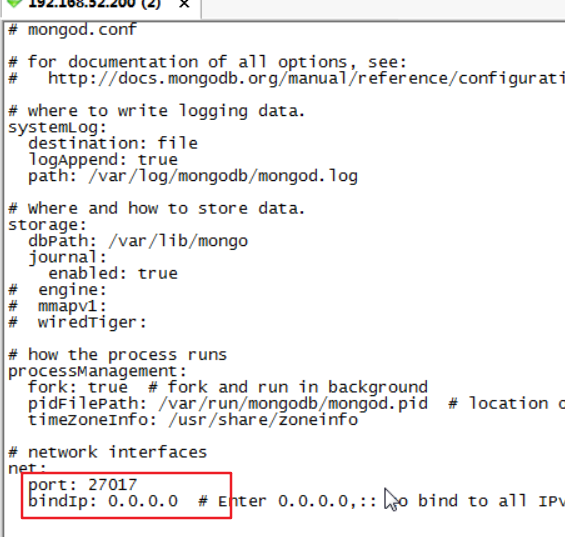 192.168.52.200 (2) ×
# mongod.conf
# for documentation of all options, see:
#   http://docs.mongodb.org/manual/reference/configurati
# where to write logging data.
systemLog:
  destination: file
  logAppend: true
  path: /var/log/mongodb/mongod.log
# Where and how to store data.
storage:
  dbPath: /var/lib/mongo
  journal:
    enabled: true
#  engine:
#  mmapv1:
#  wiredTiger:
# how the process runs
processManagement:
  fork: true  # fork and run in background
  pidFilePath: /var/run/mongodb/mongod.pid  # location o
  timeZoneInfo: /usr/share/zoneinfo
# network interfaces
net:
  port: 27017
  bindIp: 0.0.0.0  # Enter 0.0.0.0,:: to bind to all IPv